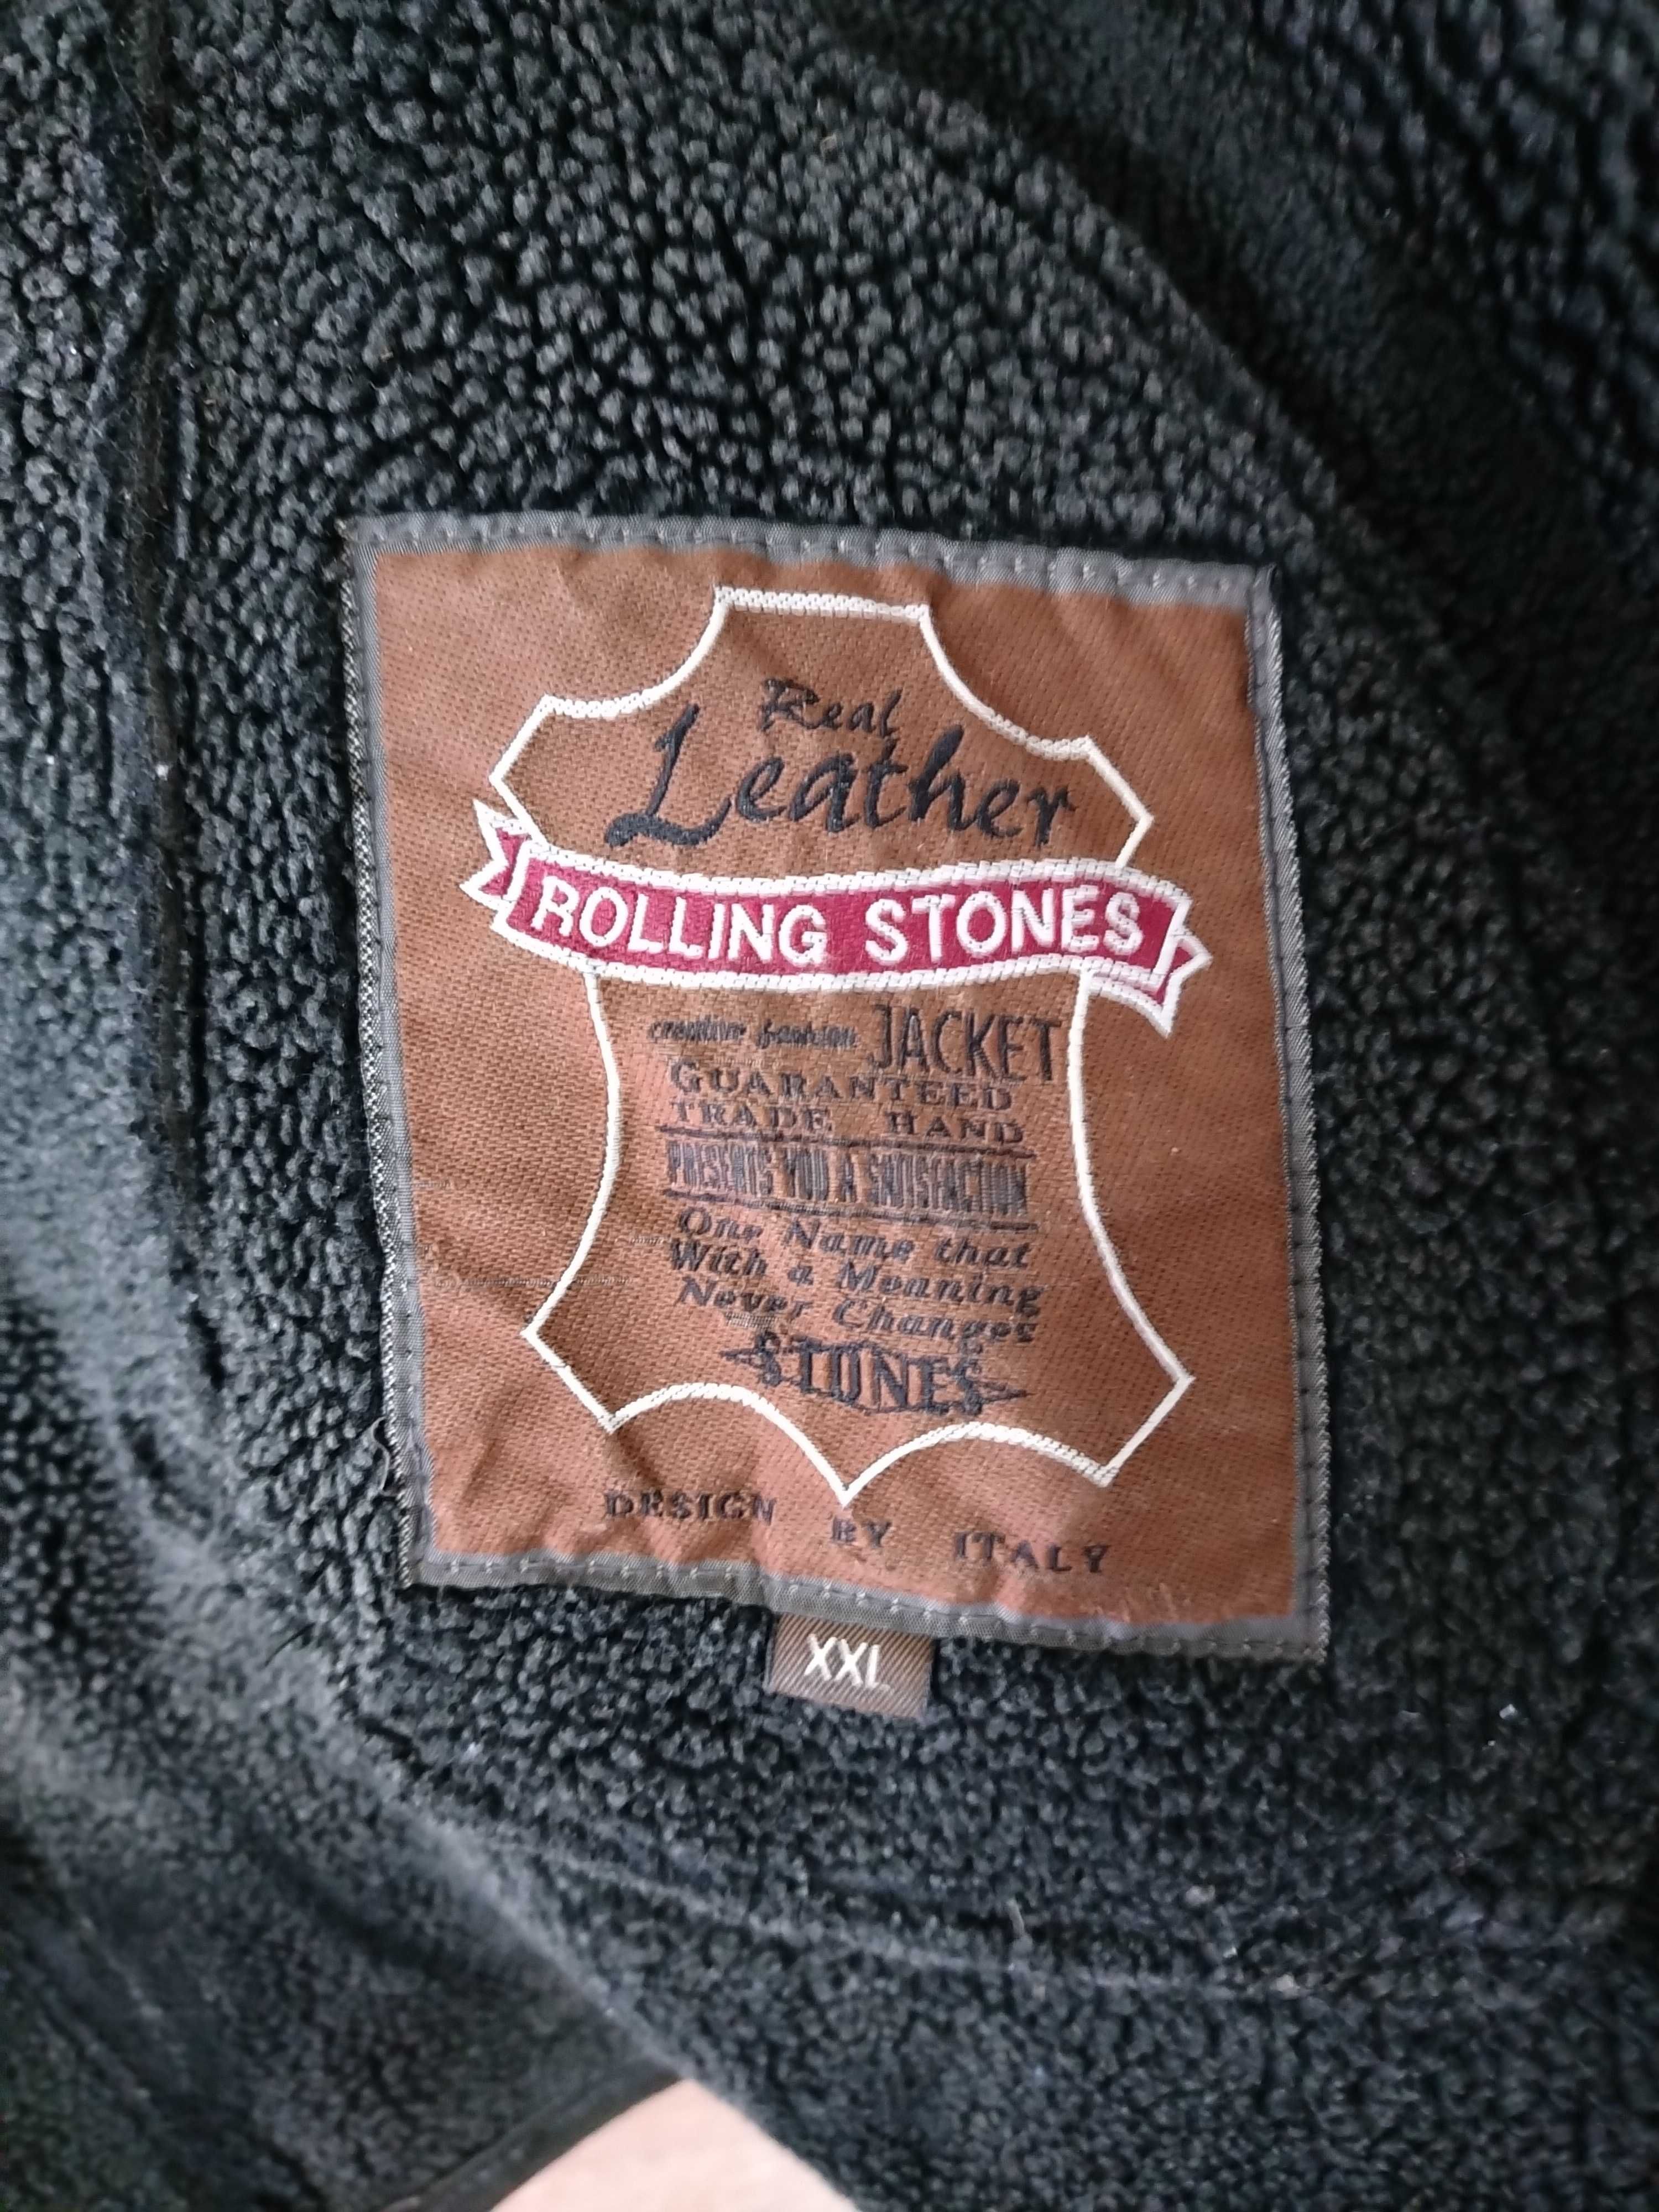 Real
Leather
ROLLING STONES
creative fashion JACKET
GUARANTEED
TRADE HAND
PRESENTS YOU A SATISFACTION
One Name that
With a Meaning
Never Changes
STONES
DESIGN BY ITALY
XXL